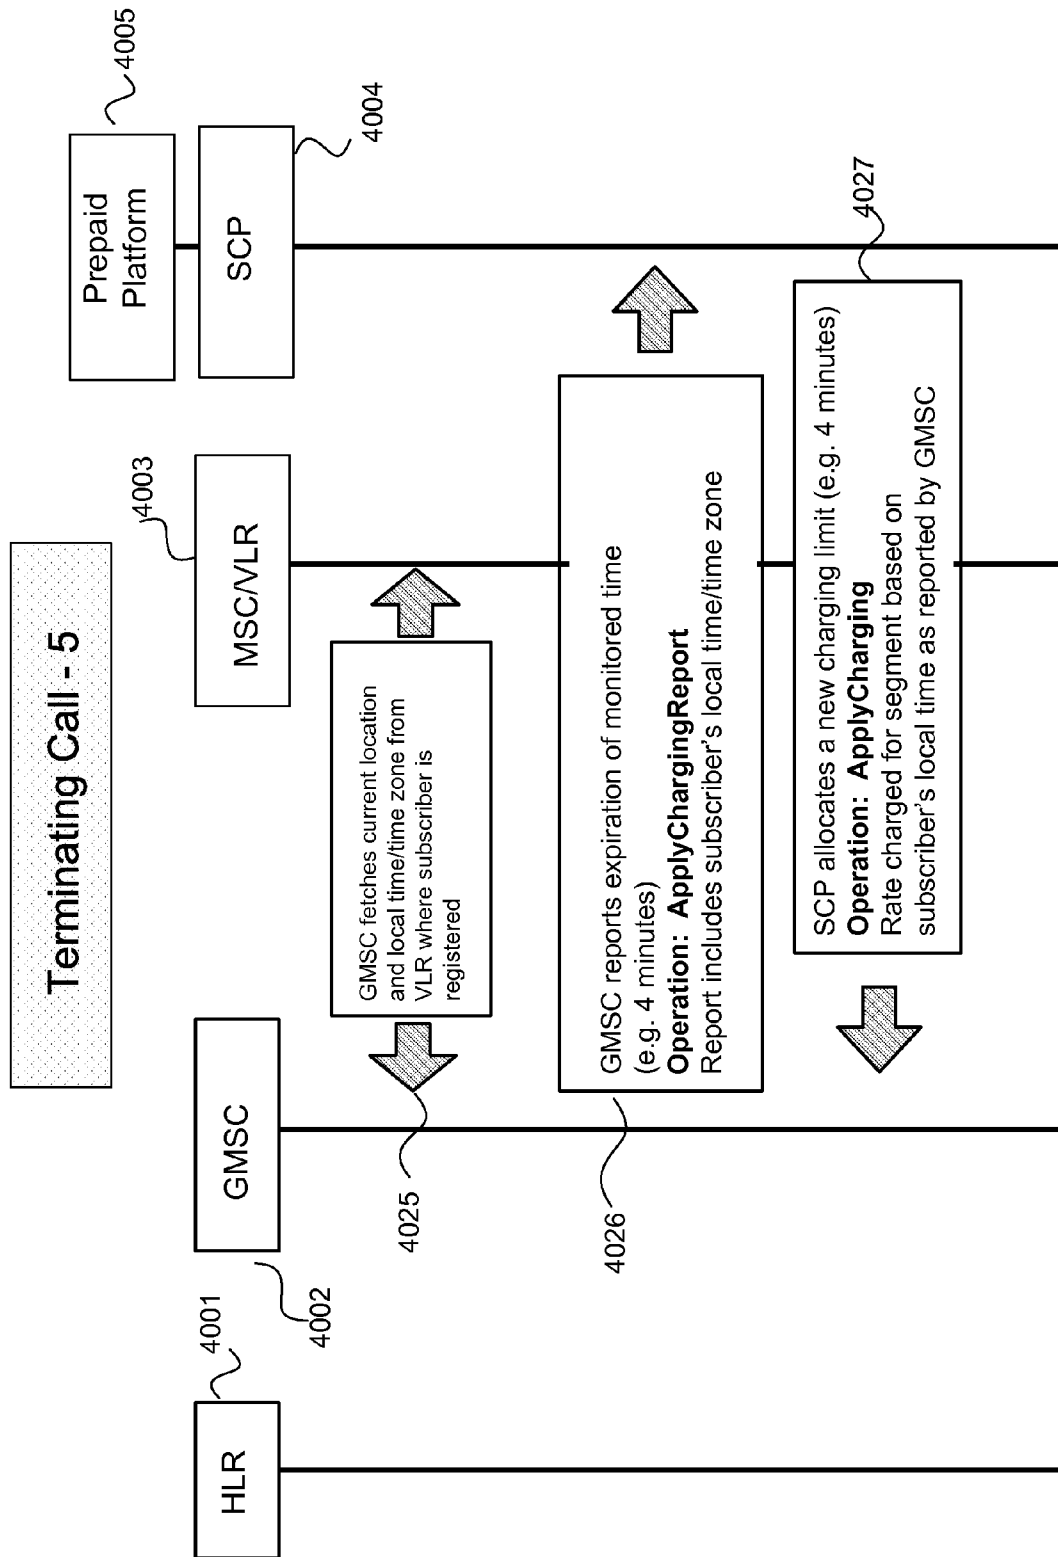 Terminating Call - 5
HLR
4001
GMSC
4002
MSC/VLR
4003
Prepaid
Platform
4005
SCP
4004
GMSC fetches current location
and local time/time zone from
VLR where subscriber is
registered
4025
GMSC reports expiration of monitored time
(e.g. 4 minutes)
Operation: ApplyChargingReport
Report includes subscriber's local time/time zone
4026
SCP allocates a new charging limit (e.g. 4 minutes)
Operation: ApplyCharging
Rate charged for segment based on
subscriber's local time as reported by GMSC
4027